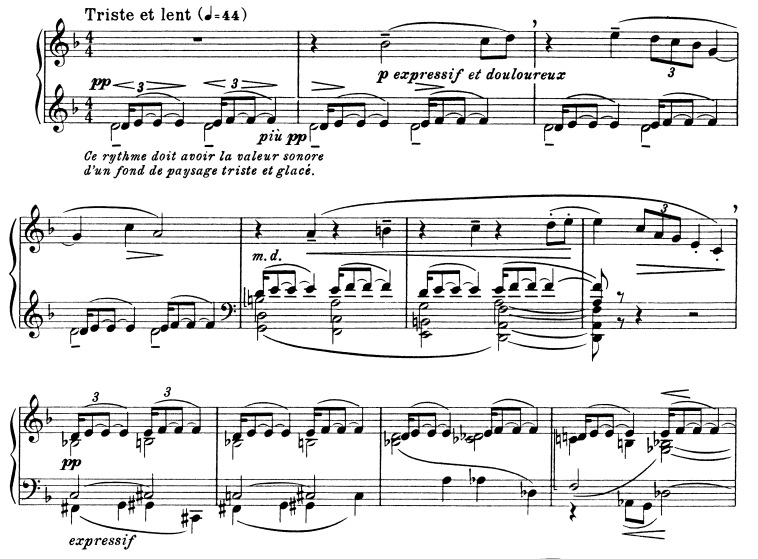 Triste et lent (♩=44)
pp 3 3
p expressif et douloureux
3
più pp
Ce rythme doit avoir la valeur sonore
d'un fond de paysage triste et glacé.
3
m.d.
3 3
pp
expressif